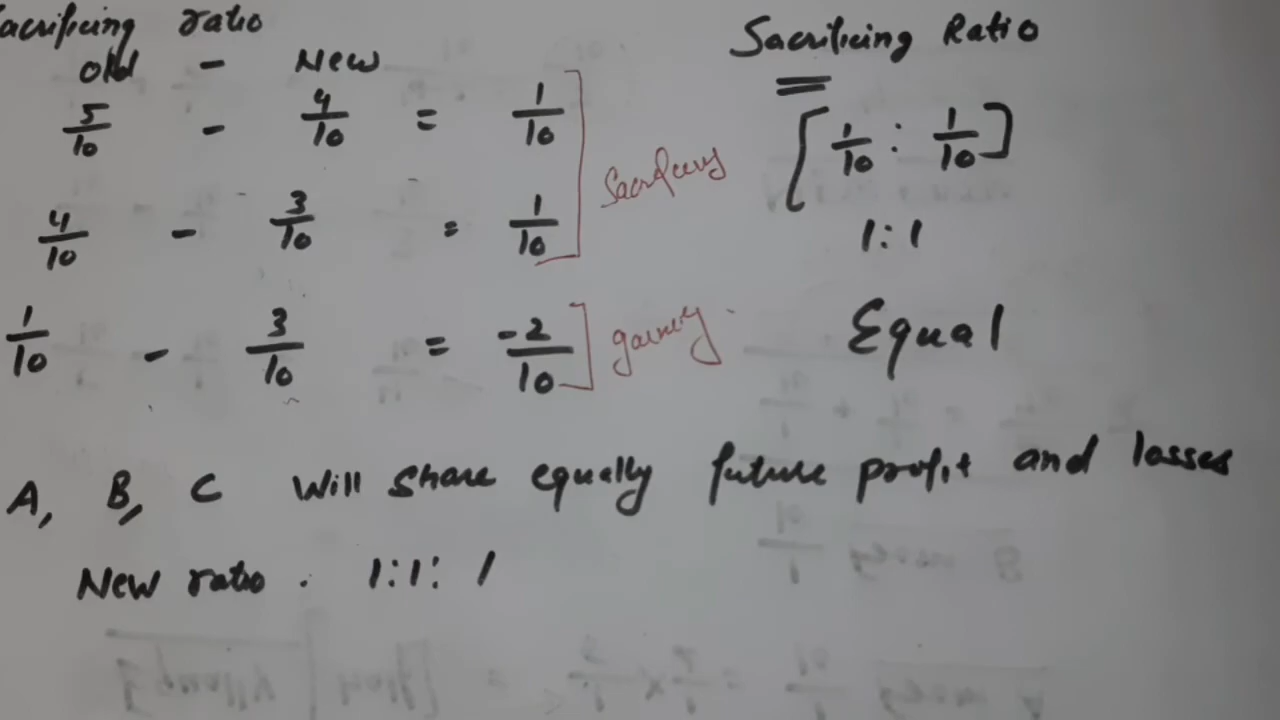 Sacrificing ratio
Old - New
5/10 - 4/10 = 1/10
4/10 - 3/10 = 1/10
1/10 - 3/10 = -2/10
Sacrificing Ratio
[1/10 : 1/10]
1:1
Equal
A, B, C Will share equally future profit and losses
New ratio . 1:1:1